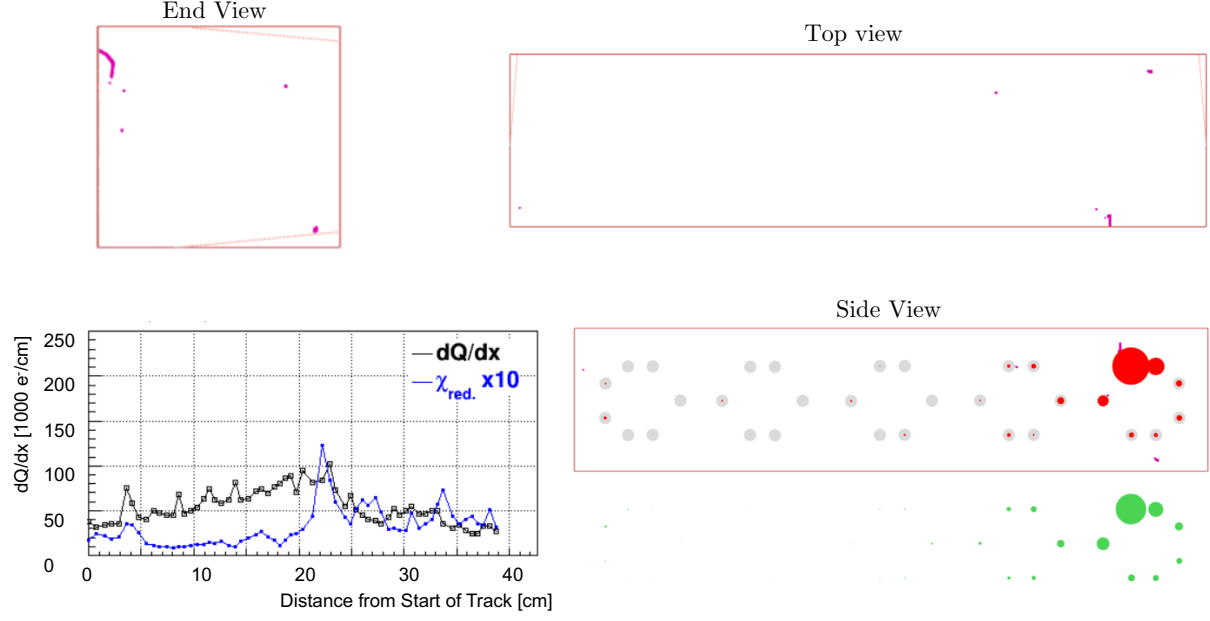 End View
Top view
Side View
dQ/dx [1000 e-/cm]
250
200
150
100
50
0
dQ/dx
χred. x10
0
10
20
30
40
Distance from Start of Track [cm]